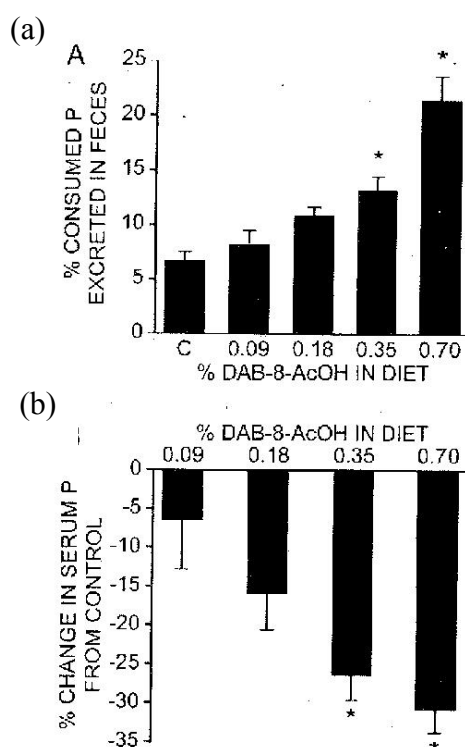 (a)
A
% CONSUMED P
EXCRETED IN FECES
25
20
15
10
5
0
* *
C 0.09 0.18 0.35 0.70
% DAB-8-AcOH IN DIET
(b)
% DAB-8-AcOH IN DIET
0.09 0.18 0.35 0.70
% CHANGE IN SERUM P
FROM CONTROL
0
-5
-10
-15
-20
-25
-30
-35
* *